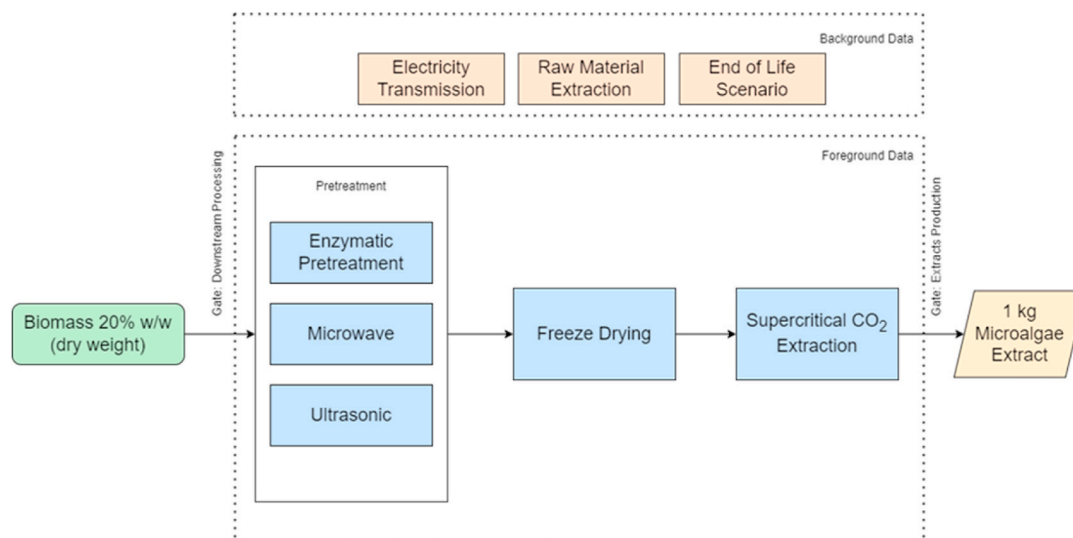 Background Data
Electricity
Transmission
Raw Material
Extraction
End of Life
Scenario
Foreground Data
Gate: Downstream Processing
Pretreatment
Enzymatic
Pretreatment
Microwave
Ultrasonic
Biomass 20% w/w
(dry weight)
Freeze Drying
Supercritical CO₂
Extraction
Gate: Extracts Production
1 kg
Microalgae
Extract